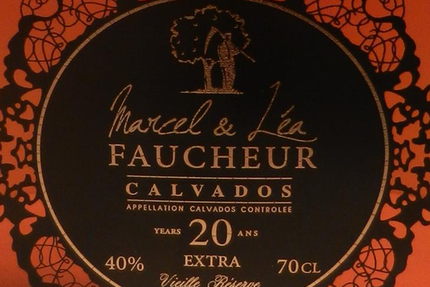 Marcel & Léa
FAUCHEUR
CALVADOS
APPELLATION CALVADOS CONTROLEE
YEARS 20 ANS
40% EXTRA 70CL
Vieille Réserve